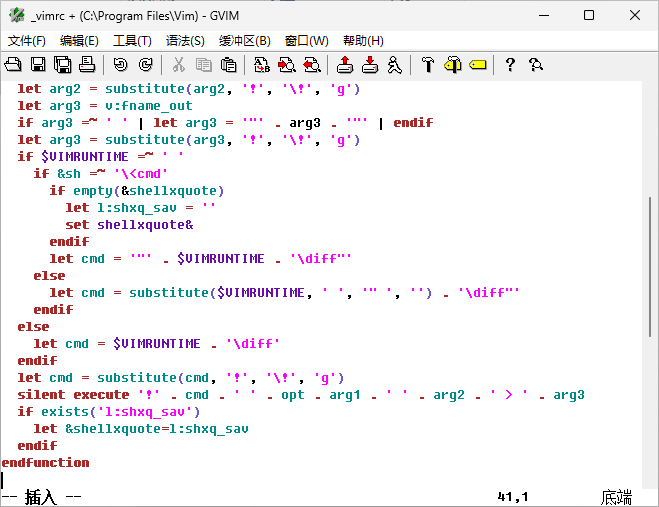 _vimrc + (C:\Program Files\Vim) - GVIM
文件(F) 编辑(E) 工具(T) 语法(S) 缓冲区(B) 窗口(W) 帮助(H)
  let arg2 = substitute(arg2, '!', '\!', 'g')
  let arg3 = v:fname_out
  if arg3 =~ ' ' | let arg3 = '"' . arg3 . '"' | endif
  let arg3 = substitute(arg3, '!', '\!', 'g')
  if $VIMRUNTIME =~ ' '
    if &sh =~ '\<cmd'
      if empty(&shellxquote)
        let l:shxq_sav = ''
        set shellxquote&
      endif
      let cmd = '"' . $VIMRUNTIME . '\diff"'
    else
      let cmd = substitute($VIMRUNTIME, ' ', '" ', '') . '\diff"'
    endif
  else
    let cmd = $VIMRUNTIME . '\diff'
  endif
  let cmd = substitute(cmd, '!', '\!', 'g')
  silent execute '!' . cmd . ' ' . opt . arg1 . ' ' . arg2 . ' > ' . arg3
  if exists('l:shxq_sav')
    let &shellxquote=l:shxq_sav
  endif
endfunction
-- 插入 -- 41,1 底端